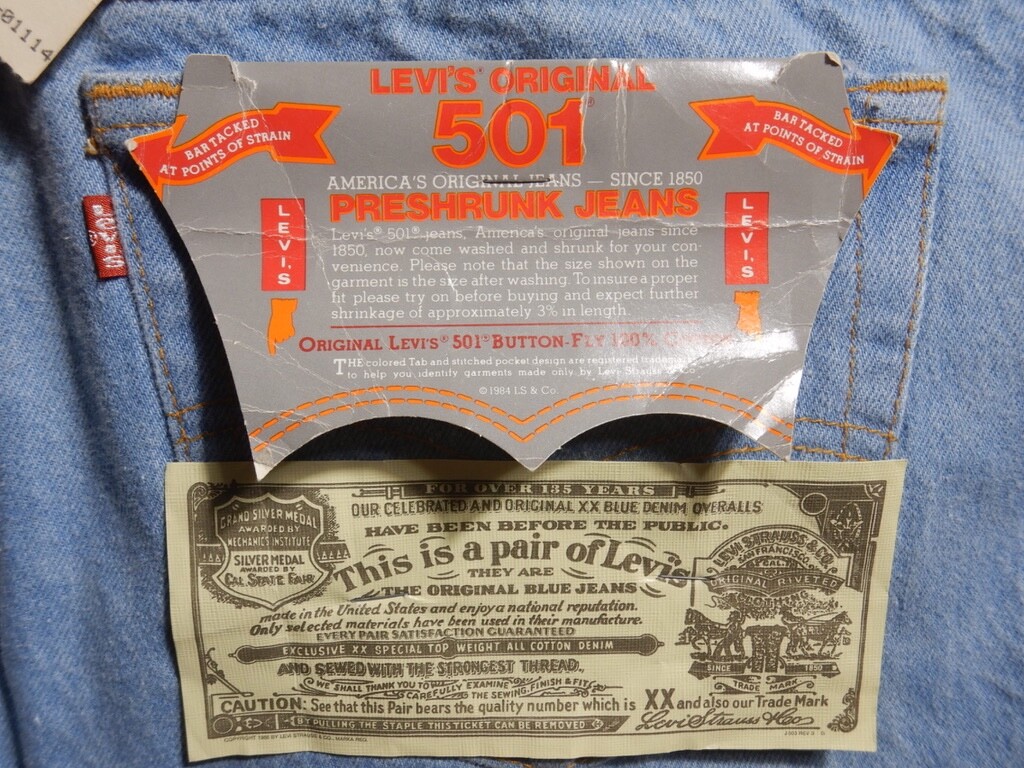 01114
LEVI'S® ORIGINAL
501®
BAR TACKED
AT POINTS OF STRAIN
BAR TACKED
AT POINTS OF STRAIN
AMERICA'S ORIGINAL JEANS — SINCE 1850
PRESHRUNK JEANS
LEVI'S
LEVI'S
LEVI'S
Levi's® 501® jeans, America's original jeans since
1850, now come washed and shrunk for your con-
venience. Please note that the size shown on the
garment is the size after washing. To insure a proper
fit please try on before buying and expect further
shrinkage of approximately 3% in length.
ORIGINAL LEVI'S® 501® BUTTON-FLY 100%
THE colored Tab and stitched pocket design are registered trademarks
to help you identify garments made only by Levi Strauss & Co.
© 1984 LS & Co.
FOR OVER 135 YEARS
OUR CELEBRATED AND ORIGINAL XX BLUE DENIM OVERALLS
HAVE BEEN BEFORE THE PUBLIC.
GRAND SILVER MEDAL
AWARDED BY
MECHANICS INSTITUTE
SILVER MEDAL
AWARDED BY
CAL. STATE FAIR
This is a pair of Levi's
THEY ARE
THE ORIGINAL BLUE JEANS
made in the United States and enjoy a national reputation.
Only selected materials have been used in their manufacture.
EVERY PAIR SATISFACTION GUARANTEED
EXCLUSIVE XX SPECIAL TOP WEIGHT ALL COTTON DENIM
AND SEWED WITH THE STRONGEST THREAD.
WE SHALL THANK YOU TO
CAREFULLY EXAMINE THE SEWING, FINISH & FIT
LEVI STRAUSS & CO.
SAN FRANCISCO,
CAL.
ORIGINAL RIVETED
CLOTHING
SINCE 1850
TRADE MARK
CAUTION: See that this Pair bears the quality number which is XX and also our Trade Mark
Levi Strauss & Co
BY PULLING THE STAPLE THIS TICKET CAN BE REMOVED